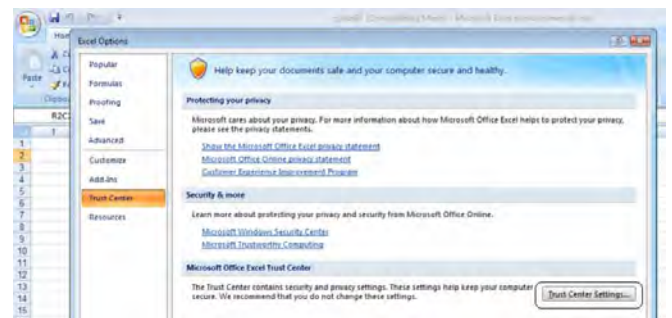 Excel Options
Paste
R2C
1
Popular
Formulas
Proofing
Save
Advanced
Customize
Add-Ins
Trust Center
Resources
Help keep your documents safe and your computer secure and healthy.
Protecting your privacy
Microsoft cares about your privacy. For more information about how Microsoft Office Excel helps to protect your privacy,
please see the privacy statements.
Show the Microsoft Office Excel privacy statement
Microsoft Office Online privacy statement
Customer Experience Improvement Program
Security & more
Learn more about protecting your privacy and security from Microsoft Office Online.
Microsoft Windows Security Center
Microsoft Trustworthy Computing
Microsoft Office Excel Trust Center
The Trust Center contains security and privacy settings. These settings help keep your computer
secure. We recommend that you do not change these settings.
Trust Center Settings...
1
2
3
4
5
6
7
8
9
10
11
12
13
14
15